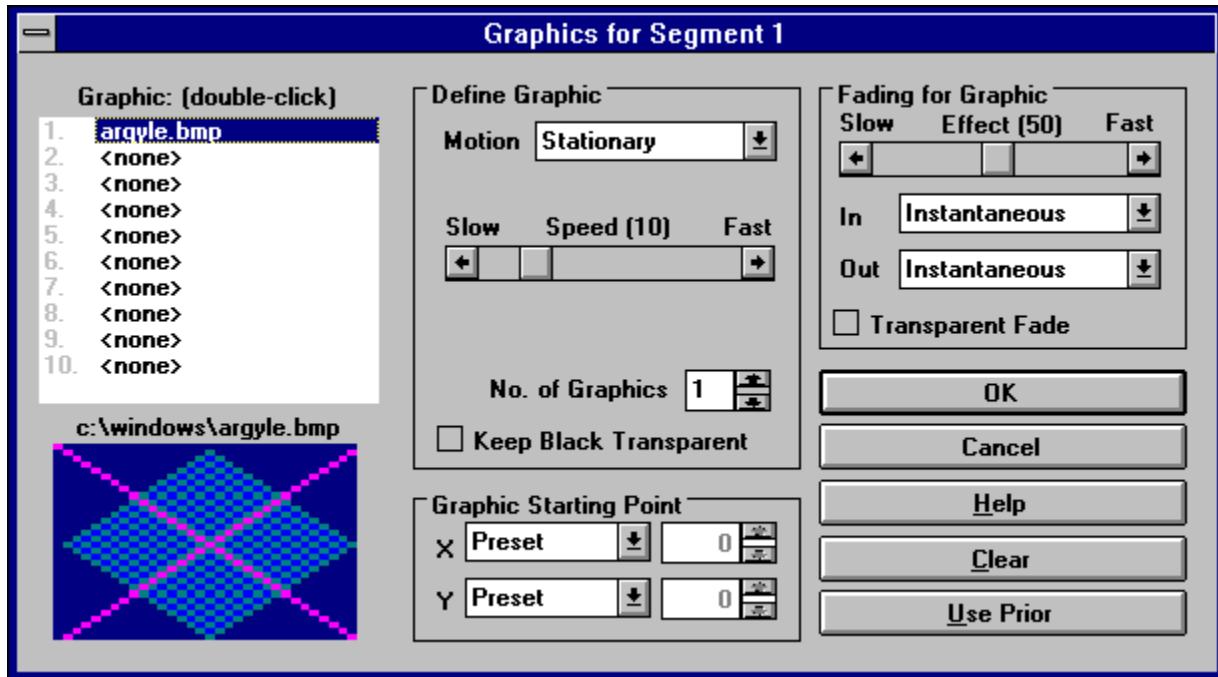 Graphics for Segment 1
Graphic: (double-click)
1. argyle.bmp
2. <none>
3. <none>
4. <none>
5. <none>
6. <none>
7. <none>
8. <none>
9. <none>
10. <none>
c:\windows\argyle.bmp
Define Graphic
Motion Stationary
Slow Speed (10) Fast
No. of Graphics 1
Keep Black Transparent
Graphic Starting Point
X Preset 0
Y Preset 0
Fading for Graphic
Slow Effect (50) Fast
In Instantaneous
Out Instantaneous
Transparent Fade
OK
Cancel
Help
Clear
Use Prior